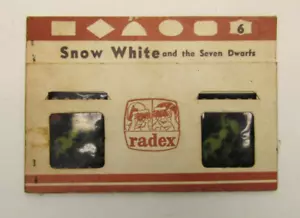 6
Snow White and the Seven Dwarfs
radex